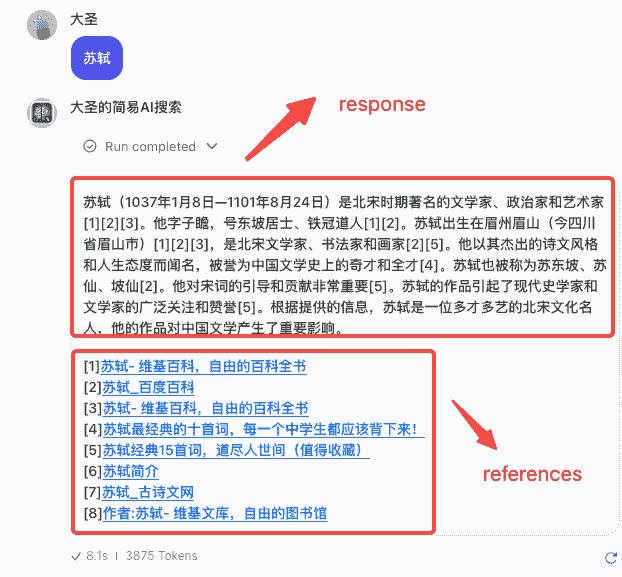 大圣
苏轼
大圣的简易AI搜索
response
Run completed
苏轼（1037年1月8日—1101年8月24日）是北宋时期著名的文学家、政治家和艺术家
[1][2][3]。他字子瞻，号东坡居士、铁冠道人[1][2]。苏轼出生在眉州眉山（今四川
省眉山市）[1][2][3]，是北宋文学家、书法家和画家[2][5]。他以其杰出的诗文风格
和人生态度而闻名，被誉为中国文学史上的奇才和全才[4]。苏轼也被称为苏东坡、苏
仙、坡仙[2]。他对宋词的引导和贡献非常重要[5]。苏轼的作品引起了现代史学家和
文学家的广泛关注和赞誉[5]。根据提供的信息，苏轼是一位多才多艺的北宋文化名
人，他的作品对中国文学产生了重要影响。
[1]苏轼- 维基百科，自由的百科全书
[2]苏轼_百度百科
[3]苏轼- 维基百科，自由的百科全书
[4]苏轼最经典的十首词，每一个中学生都应该背下来！
[5]苏轼经典15首词，道尽人世间（值得收藏）
[6]苏轼简介
[7]苏轼_古诗文网
[8]作者:苏轼- 维基文库，自由的图书馆
references
8.1s | 3875 Tokens